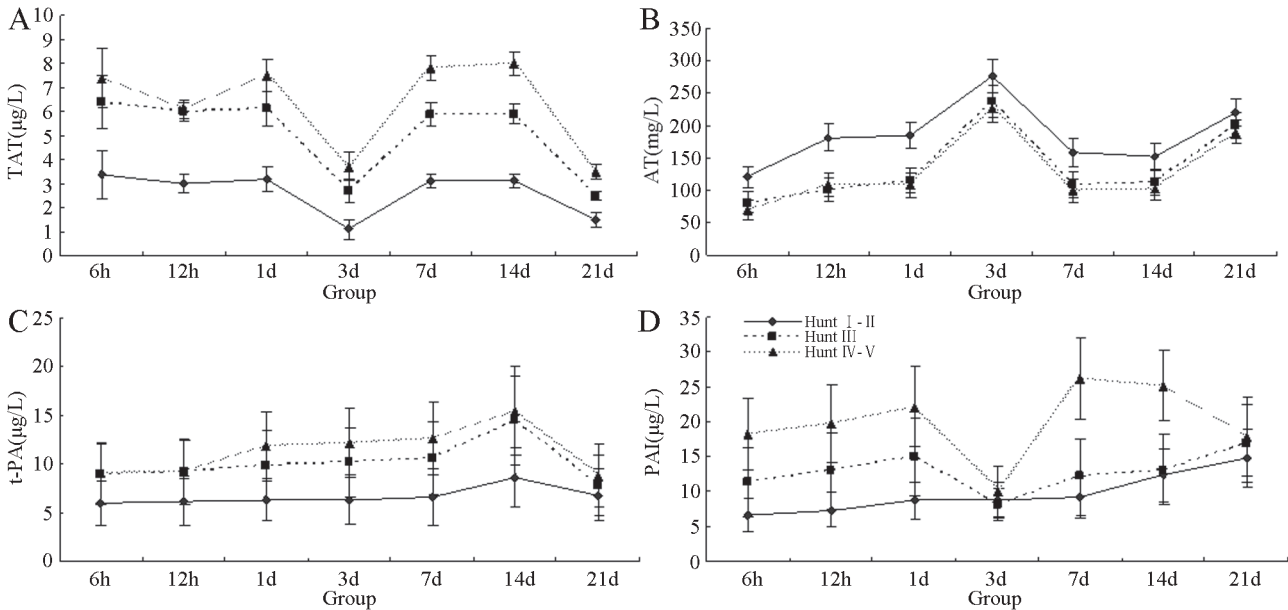 A
TAT(μg/L)
10
9
8
7
6
5
4
3
2
1
0
6h 12h 1d 3d 7d 14d 21d
Group
B
AT(mg/L)
350
300
250
200
150
100
50
0
6h 12h 1d 3d 7d 14d 21d
Group
C
t-PA(μg/L)
25
20
15
10
5
0
6h 12h 1d 3d 7d 14d 21d
Group
D
PAI(μg/L)
35
30
25
20
15
10
5
0
Hunt Ⅰ-Ⅱ
Hunt III
Hunt IV-V
6h 12h 1d 3d 7d 14d 21d
Group